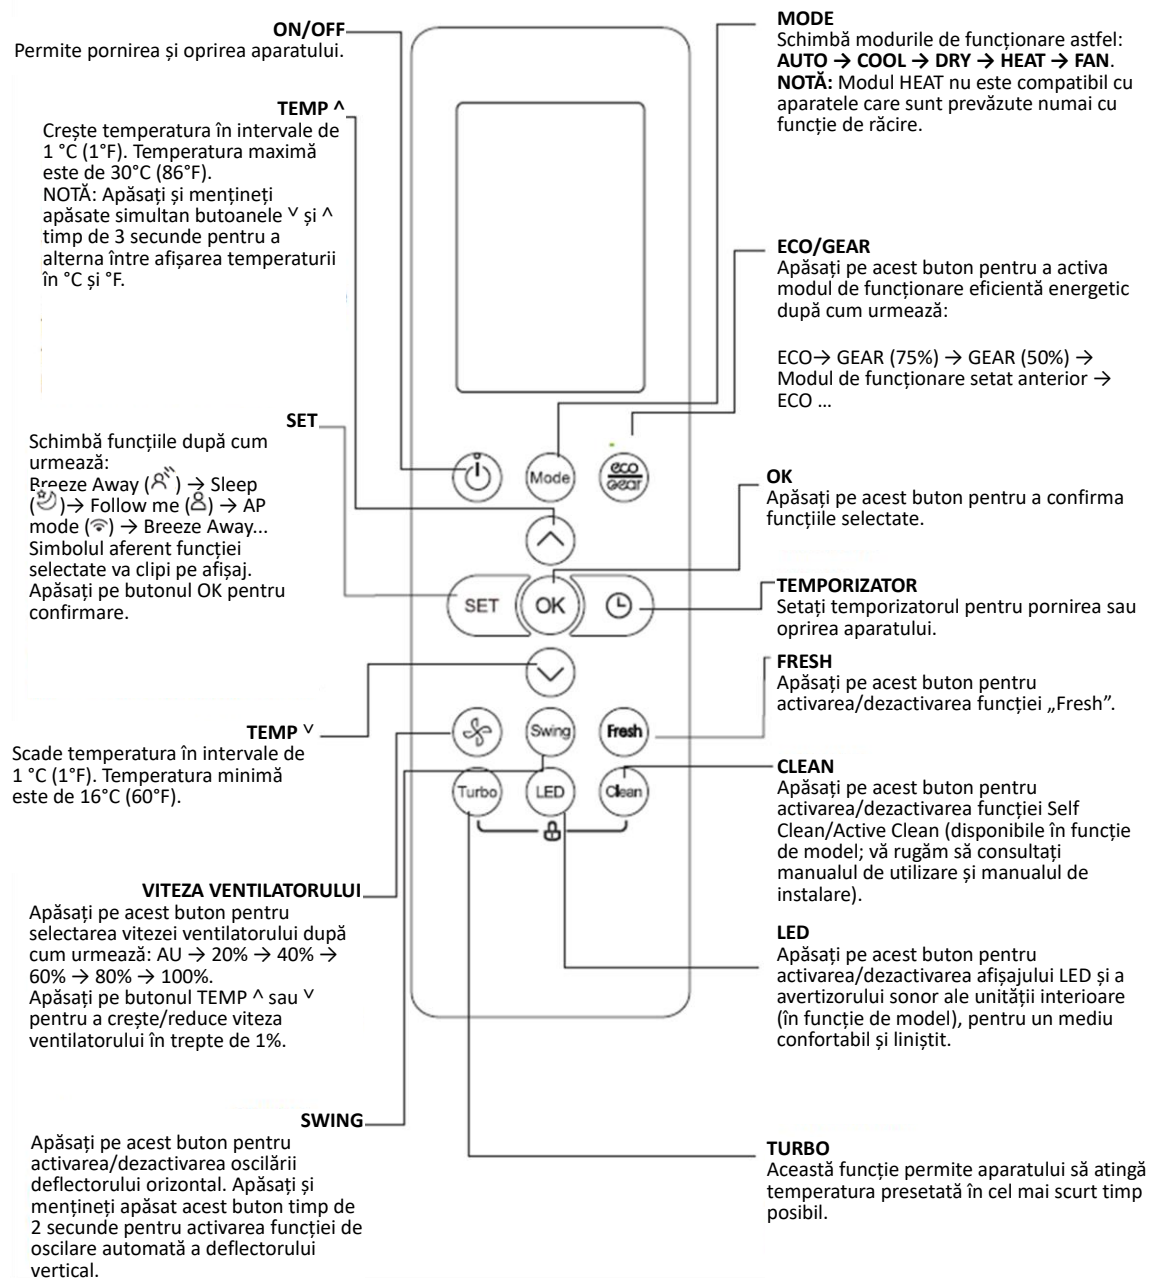 ON/OFF
Permite pornirea și oprirea aparatului.
TEMP ^
Crește temperatura în intervale de
1 °C (1°F). Temperatura maximă
este de 30°C (86°F).
NOTĂ: Apăsați și mențineți
apăsate simultan butoanele ˅ și ^
timp de 3 secunde pentru a
alterna între afișarea temperaturii
în °C și °F.
SET
Schimbă funcțiile după cum
urmează:
Breeze Away ( ) → Sleep
( )→ Follow me ( ) → AP
mode ( ) → Breeze Away...
Simbolul aferent funcției
selectate va clipi pe afișaj.
Apăsați pe butonul OK pentru
confirmare.
TEMP ˅
Scade temperatura în intervale de
1 °C (1°F). Temperatura minimă
este de 16°C (60°F).
VITEZA VENTILATORULUI
Apăsați pe acest buton pentru
selectarea vitezei ventilatorului după
cum urmează: AU → 20% → 40% →
60% → 80% → 100%.
Apăsați pe butonul TEMP ^ sau ˅
pentru a crește/reduce viteza
ventilatorului în trepte de 1%.
SWING
Apăsați pe acest buton pentru
activarea/dezactivarea oscilării
deflectorului orizontal. Apăsați și
mențineți apăsat acest buton timp de
2 secunde pentru activarea funcției de
oscilare automată a deflectorului
vertical.
Mode
eco
gear
SET
OK
Swing
Fresh
Turbo
LED
Clean
MODE
Schimbă modurile de funcționare astfel:
AUTO → COOL → DRY → HEAT → FAN.
NOTĂ: Modul HEAT nu este compatibil cu
aparatele care sunt prevăzute numai cu
funcție de răcire.
ECO/GEAR
Apăsați pe acest buton pentru a activa
modul de funcționare eficientă energetic
după cum urmează:
ECO→ GEAR (75%) → GEAR (50%) →
Modul de funcționare setat anterior →
ECO ...
OK
Apăsați pe acest buton pentru a confirma
funcțiile selectate.
TEMPORIZATOR
Setați temporizatorul pentru pornirea sau
oprirea aparatului.
FRESH
Apăsați pe acest buton pentru
activarea/dezactivarea funcției „Fresh”.
CLEAN
Apăsați pe acest buton pentru
activarea/dezactivarea funcției Self
Clean/Active Clean (disponibile în funcție
de model; vă rugăm să consultați
manualul de utilizare și manualul de
instalare).
LED
Apăsați pe acest buton pentru
activarea/dezactivarea afișajului LED și a
avertizorului sonor ale unității interioare
(în funcție de model), pentru un mediu
confortabil și liniștit.
TURBO
Această funcție permite aparatului să atingă
temperatura presetată în cel mai scurt timp
posibil.